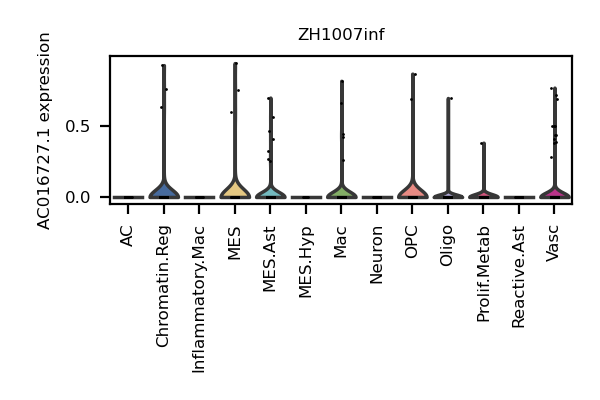 ZH1007inf
AC016727.1 expression
0.5
0.0
AC
Chromatin.Reg
Inflammatory.Mac
MES
MES.Ast
MES.Hyp
Mac
Neuron
OPC
Oligo
Prolif.Metab
Reactive.Ast
Vasc